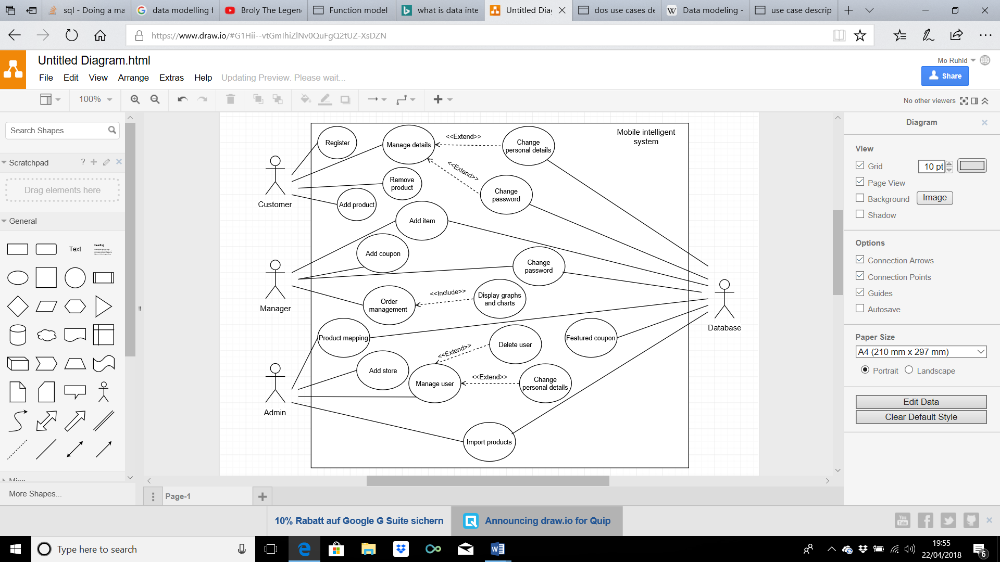 sql - Doing a ma
data modelling f
Broly The Legen
Function model
what is data inte
Untitled Dia
dos use cases de
Data modeling -
use case descrip
https://www.draw.io/#G1Hii--vtGmIhiZlNv0QuFgQ2tUZ-XsDZN
Untitled Diagram.html
Mo Ruhid
File Edit View Arrange Extras Help Updating Preview. Please wait...
Share
100%
No other viewers
Search Shapes
Scratchpad
?
Drag elements here
General
Text
Heading
Misc
More Shapes...
Mobile intelligent
system
Register
Manage details
<<Extend>>
Change
personal details
<<Extend>>
Remove
product
Change
password
Add product
Customer
Add item
Add coupon
Change
password
Manager
Order
management
<<Include>>
Display graphs
and charts
Database
Product mapping
Delete user
Featured coupon
<<Extend>>
Add store
Manage user
<<Extend>>
Change
personal details
Admin
Import products
Page-1
Diagram
View
Grid
10 pt
Page View
Background
Image
Shadow
Options
Connection Arrows
Connection Points
Guides
Autosave
Paper Size
A4 (210 mm x 297 mm)
Portrait Landscape
Edit Data
Clear Default Style
10% Rabatt auf Google G Suite sichern
Announcing draw.io for Quip
You
Tube
Type here to search
19:55
22/04/2018
6